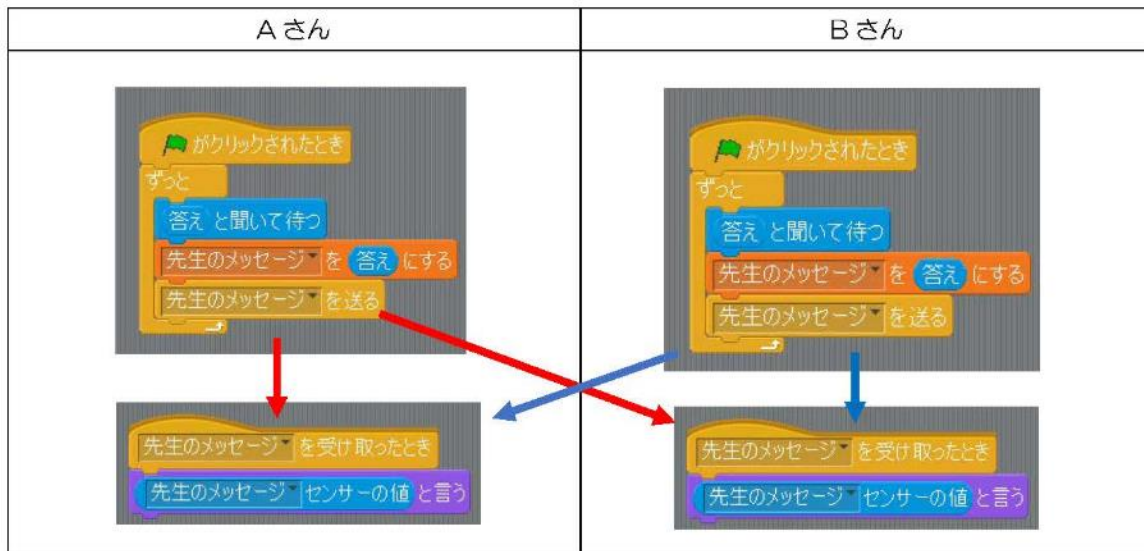 Aさん
Bさん
がクリックされたとき
ずっと
答え と聞いて待つ
先生のメッセージ を 答え にする
先生のメッセージ を送る
先生のメッセージ を受け取ったとき
先生のメッセージ センサーの値 と言う
がクリックされたとき
ずっと
答え と聞いて待つ
先生のメッセージ を 答え にする
先生のメッセージ を送る
先生のメッセージ を受け取ったとき
先生のメッセージ センサーの値 と言う